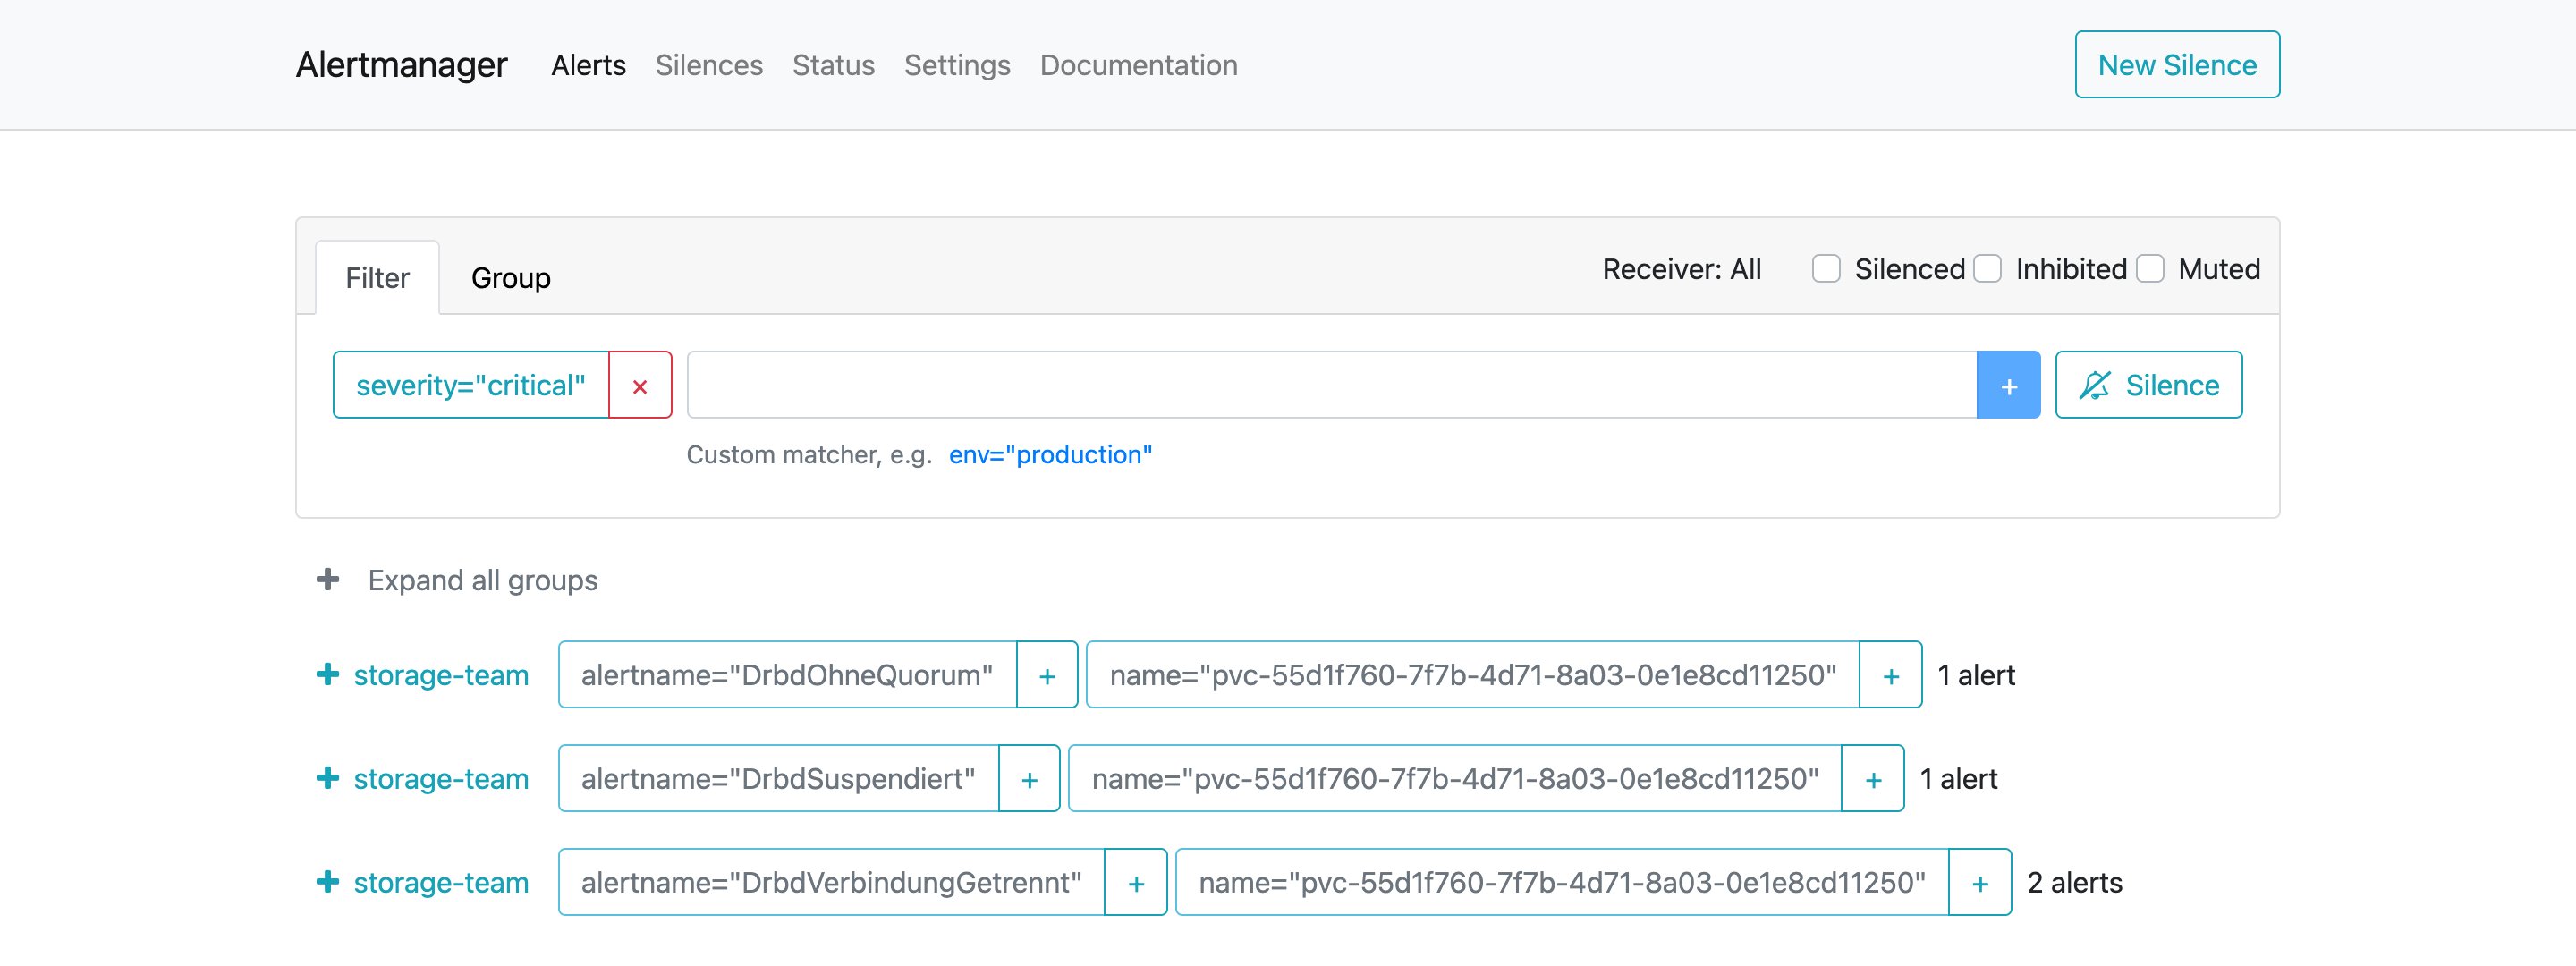 Alertmanager Alerts Silences Status Settings Documentation New Silence
Filter Group Receiver: All Silenced Inhibited Muted
severity="critical" × + Silence
Custom matcher, e.g. env="production"
+ Expand all groups
+ storage-team alertname="DrbdOhneQuorum" + name="pvc-55d1f760-7f7b-4d71-8a03-0e1e8cd11250" + 1 alert
+ storage-team alertname="DrbdSuspendiert" + name="pvc-55d1f760-7f7b-4d71-8a03-0e1e8cd11250" + 1 alert
+ storage-team alertname="DrbdVerbindungGetrennt" + name="pvc-55d1f760-7f7b-4d71-8a03-0e1e8cd11250" + 2 alerts